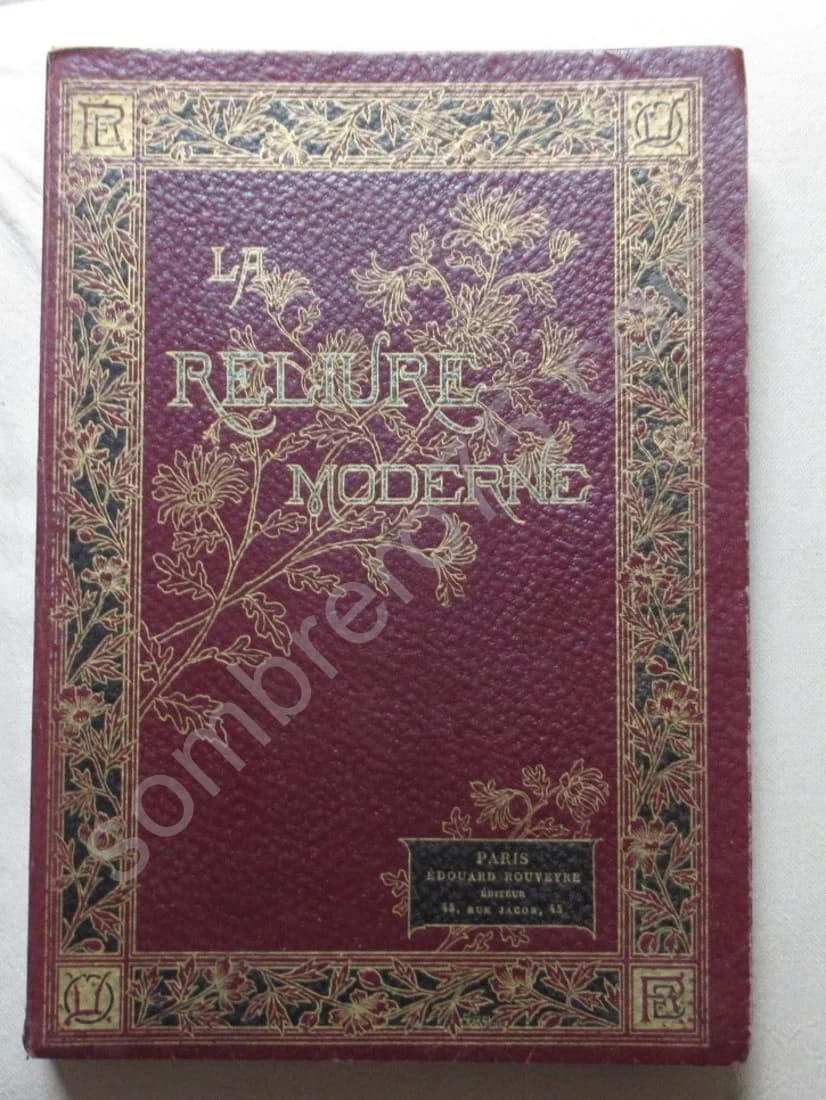 LA
RELIURE
MODERNE
PARIS
ÉDOUARD ROUVEYRE
ÉDITEUR
45, RUE JACOB, 45